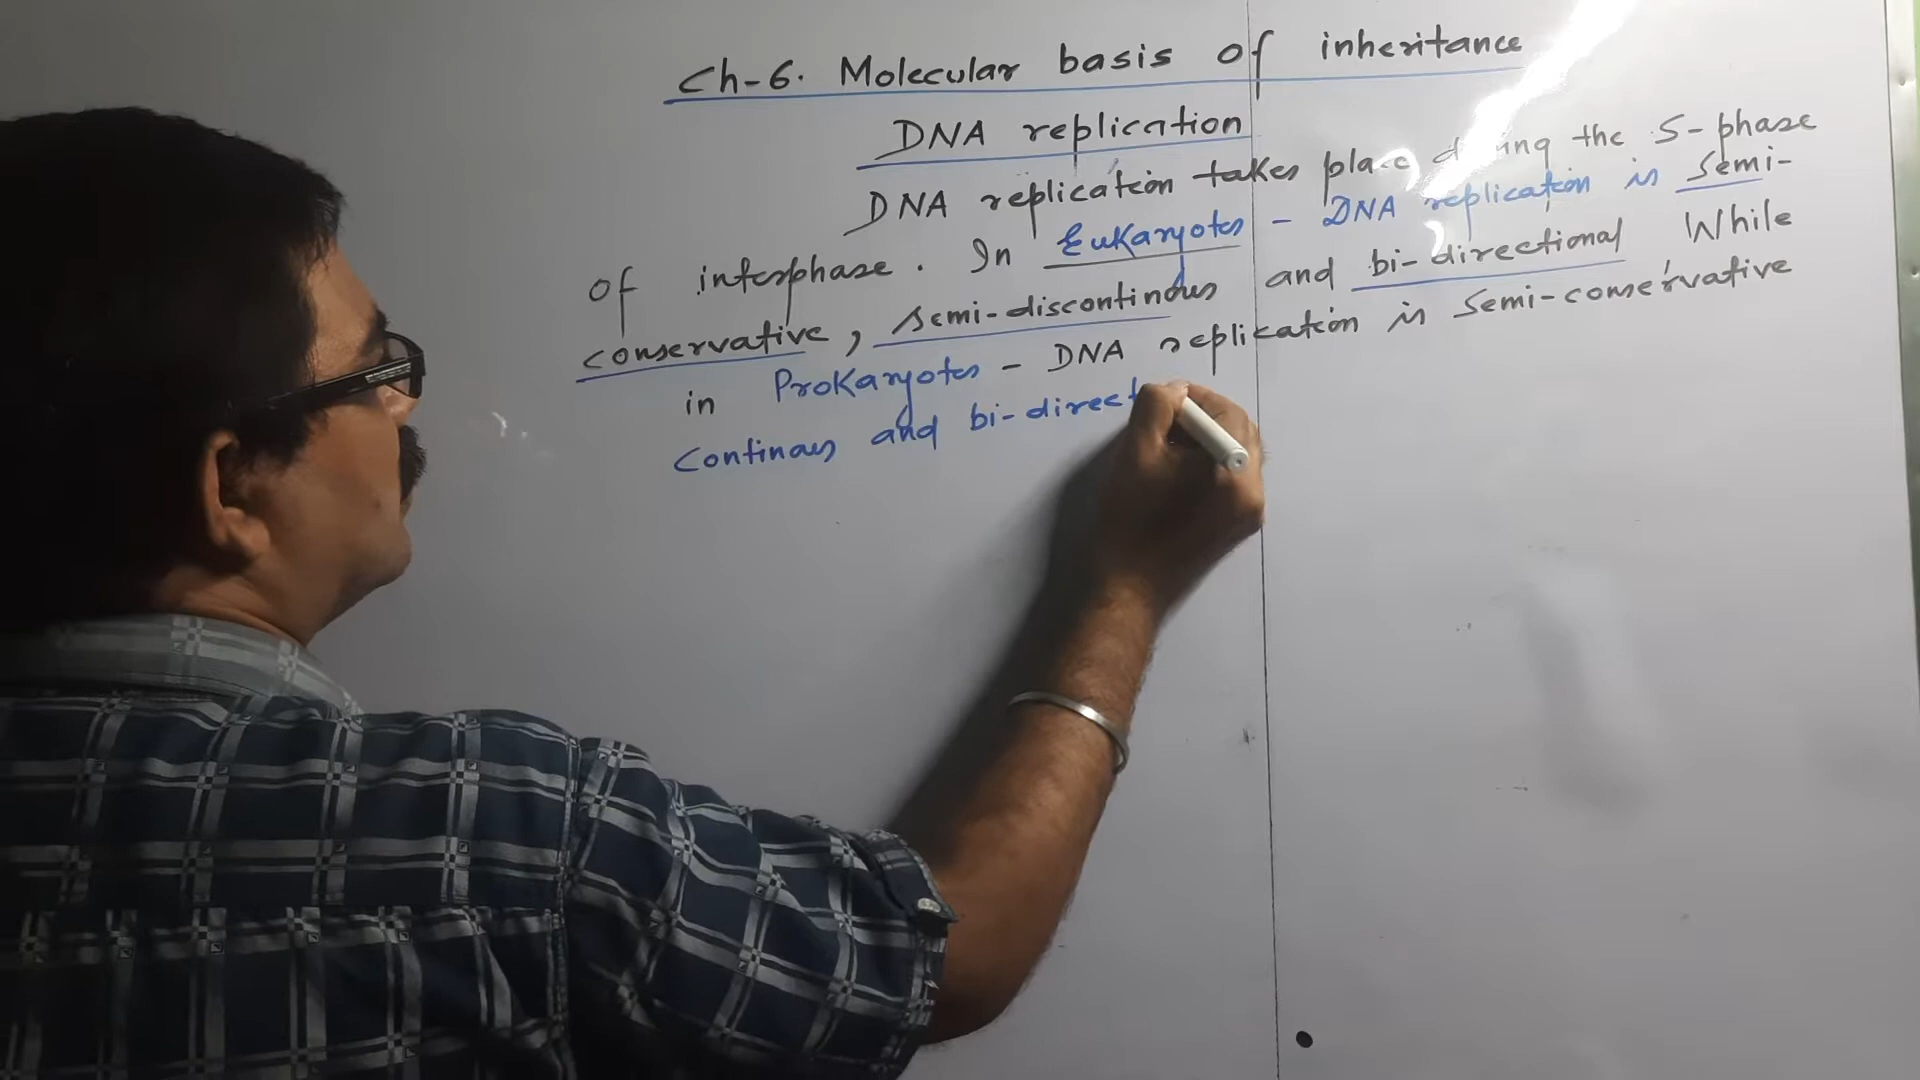 Ch-6. Molecular basis of inheritance
DNA replication
DNA replication takes place during the S-phase
of interphase. In Eukaryotes - DNA replication is Semi-
conservative, semi-discontinous and bi-directional While
in Prokaryotes - DNA replication is Semi-conservative
Continous and bi-direct